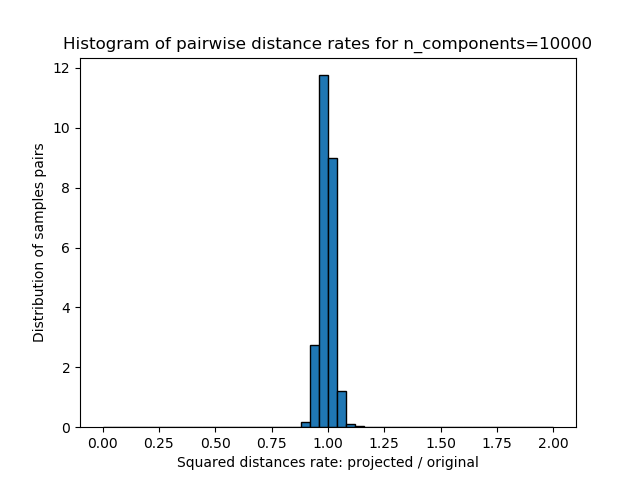 Histogram of pairwise distance rates for n_components=10000
12
10
8
6
4
2
0
Distribution of samples pairs
0.00 0.25 0.50 0.75 1.00 1.25 1.50 1.75 2.00
Squared distances rate: projected / original